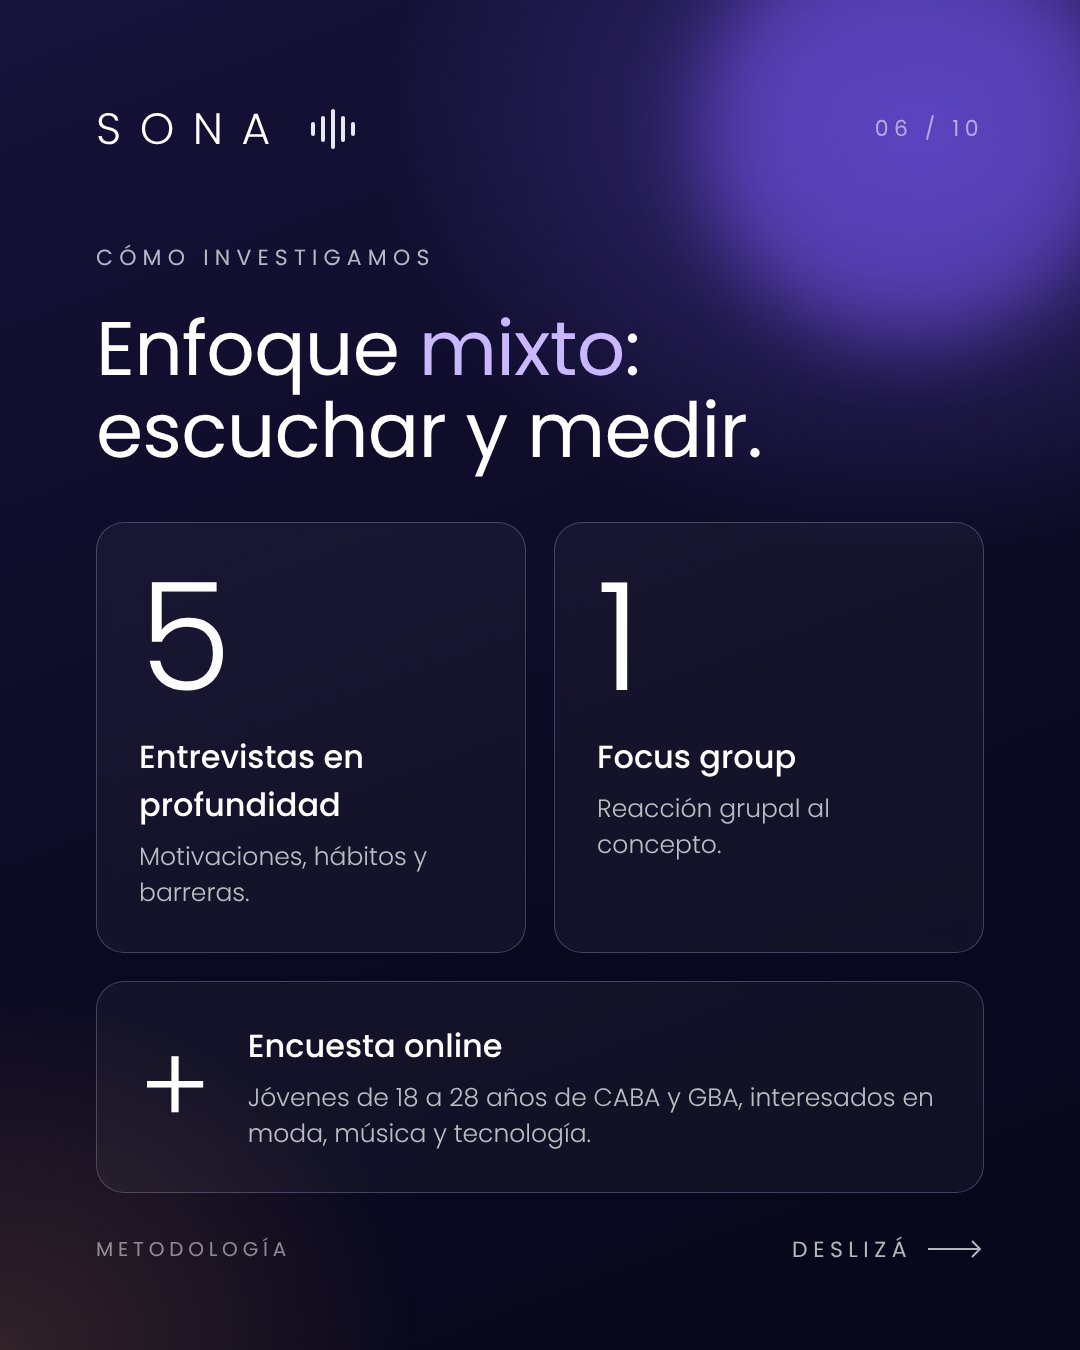 SONA
06 / 10
CÓMO INVESTIGAMOS
Enfoque mixto:
escuchar y medir.
5
Entrevistas en
profundidad
Motivaciones, hábitos y
barreras.
1
Focus group
Reacción grupal al
concepto.
+
Encuesta online
Jóvenes de 18 a 28 años de CABA y GBA, interesados en
moda, música y tecnología.
METODOLOGÍA
DESLIZÁ →